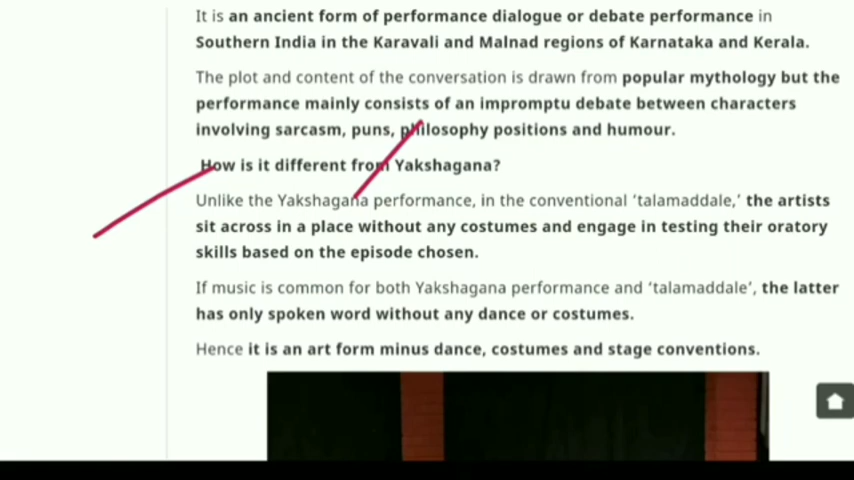 It is an ancient form of performance dialogue or debate performance in
Southern India in the Karavali and Malnad regions of Karnataka and Kerala.
The plot and content of the conversation is drawn from popular mythology but the
performance mainly consists of an impromptu debate between characters
involving sarcasm, puns, philosophy positions and humour.
How is it different from Yakshagana?
Unlike the Yakshagana performance, in the conventional ‘talamaddale,’ the artists
sit across in a place without any costumes and engage in testing their oratory
skills based on the episode chosen.
If music is common for both Yakshagana performance and ‘talamaddale’, the latter
has only spoken word without any dance or costumes.
Hence it is an art form minus dance, costumes and stage conventions.